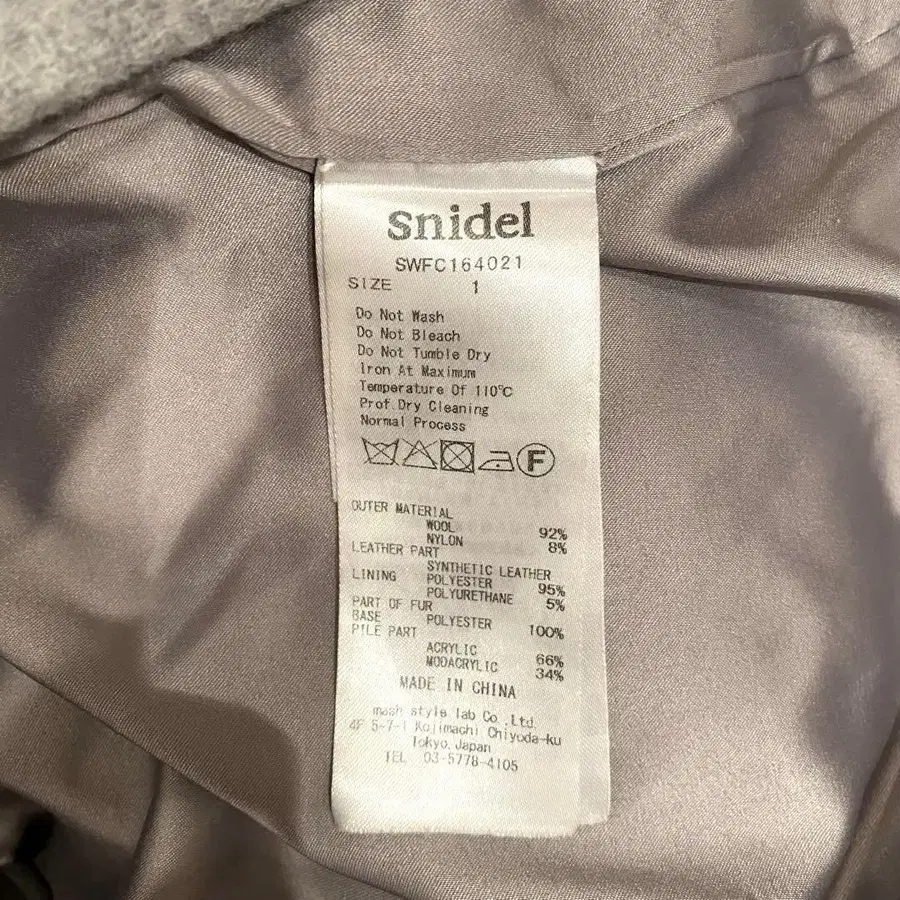 snidel
SWFC164021
SIZE 1
Do Not Wash
Do Not Bleach
Do Not Tumble Dry
Iron At Maximum
Temperature Of 110℃
Prof.Dry Cleaning
Normal Process
F
OUTER MATERIAL
WOOL 92%
NYLON 8%
LEATHER PART
SYNTHETIC LEATHER
LINING POLYESTER 95%
POLYURETHANE 5%
PART OF FUR
BASE POLYESTER 100%
PILE PART
ACRYLIC 66%
MODACRYLIC 34%
MADE IN CHINA
mash style lab Co.,Ltd.
4F 5-7-1 Kojimachi Chiyoda-ku
Tokyo.Japan
TEL 03-5778-4105